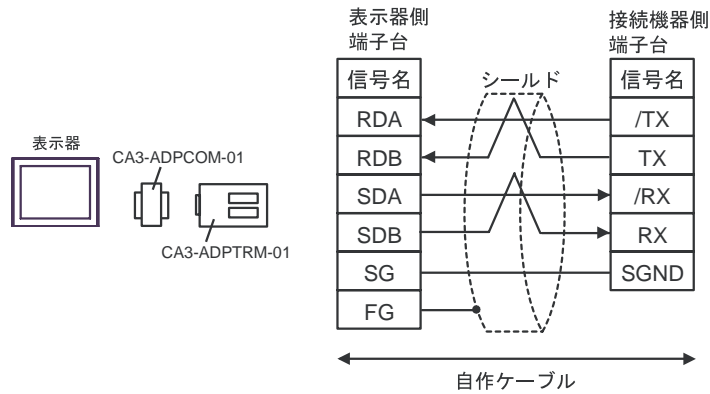 表示器
CA3-ADPCOM-01
CA3-ADPTRM-01
表示器側
端子台
信号名
RDA
RDB
SDA
SDB
SG
FG
シールド
接続機器側
端子台
信号名
/TX
TX
/RX
RX
SGND
自作ケーブル